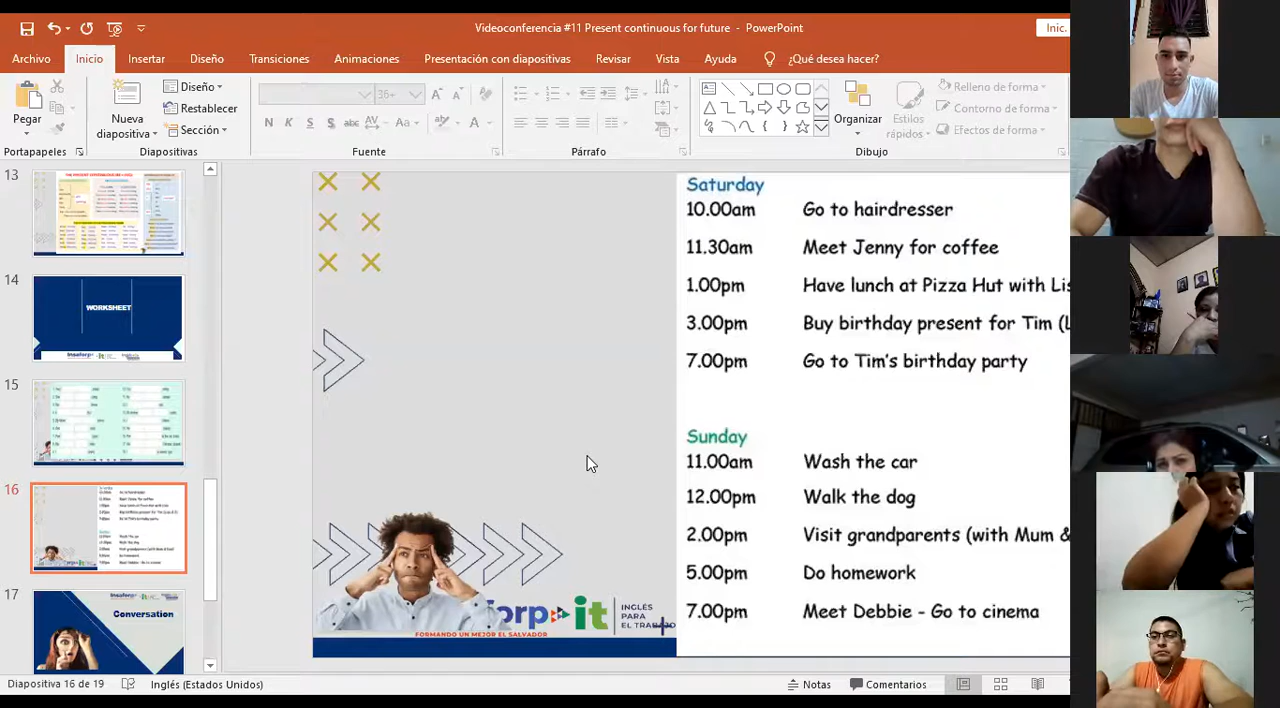 Videoconferencia #11 Present continuous for future - PowerPoint
Inic.
Archivo Inicio Insertar Diseño Transiciones Animaciones Presentación con diapositivas Revisar Vista Ayuda ¿Qué desea hacer?
Pegar
Nueva diapositiva
Diseño
Restablecer
Sección
36+
N K S S abc AV Aa A
Organizar
Estilos rápidos
Relleno de forma
Contorno de forma
Efectos de forma
Portapapeles Diapositivas Fuente Párrafo Dibujo
13
14
WORKSHEET
15
16
17
Conversation
Saturday
10.00am Go to hairdresser
11.30am Meet Jenny for coffee
1.00pm Have lunch at Pizza Hut with Lis
3.00pm Buy birthday present for Tim (L
7.00pm Go to Tim's birthday party
Sunday
11.00am Wash the car
12.00pm Walk the dog
2.00pm Visit grandparents (with Mum &
5.00pm Do homework
7.00pm Meet Debbie - Go to cinema
forp it
INGLÉS
PARA
EL TRABAJO
FORMANDO UN MEJOR EL SALVADOR
Diapositiva 16 de 19 Inglés (Estados Unidos) Notas Comentarios